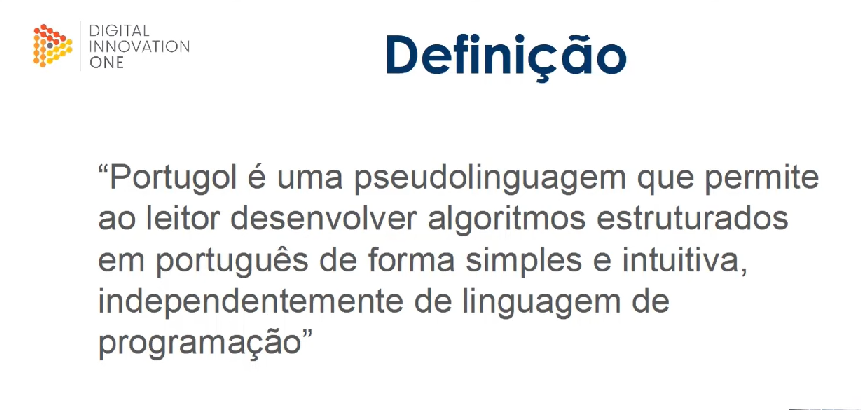 DIGITAL
INNOVATION
ONE
Definição
“Portugol é uma pseudolinguagem que permite
ao leitor desenvolver algoritmos estruturados
em português de forma simples e intuitiva,
independentemente de linguagem de
programação”